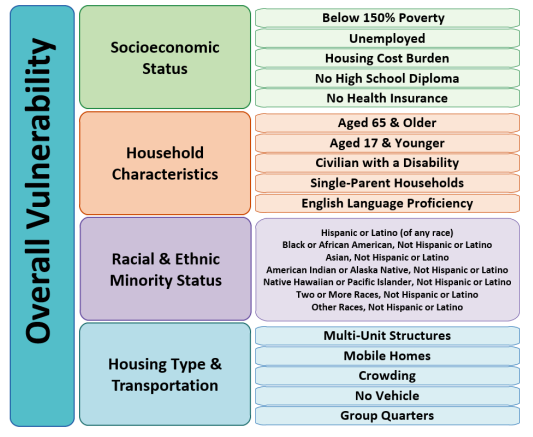 Overall Vulnerability
Socioeconomic
Status
Below 150% Poverty
Unemployed
Housing Cost Burden
No High School Diploma
No Health Insurance
Household
Characteristics
Aged 65 & Older
Aged 17 & Younger
Civilian with a Disability
Single-Parent Households
English Language Proficiency
Racial & Ethnic
Minority Status
Hispanic or Latino (of any race)
Black or African American, Not Hispanic or Latino
Asian, Not Hispanic or Latino
American Indian or Alaska Native, Not Hispanic or Latino
Native Hawaiian or Pacific Islander, Not Hispanic or Latino
Two or More Races, Not Hispanic or Latino
Other Races, Not Hispanic or Latino
Housing Type &
Transportation
Multi-Unit Structures
Mobile Homes
Crowding
No Vehicle
Group Quarters